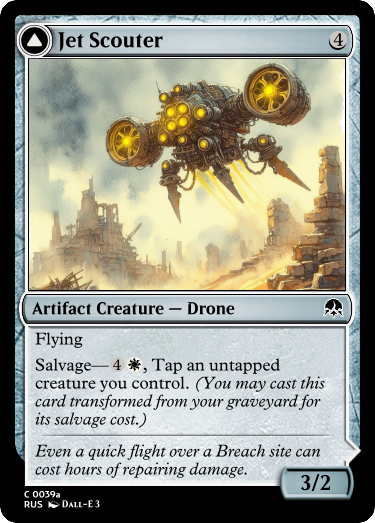 Jet Scouter 4
Artifact Creature — Drone
Flying
Salvage— 4 , Tap an untapped
creature you control. (You may cast this
card transformed from your graveyard for
its salvage cost.)
Even a quick flight over a Breach site can
cost hours of repairing damage.
3/2
C 0039a
RUS DALL-E 3